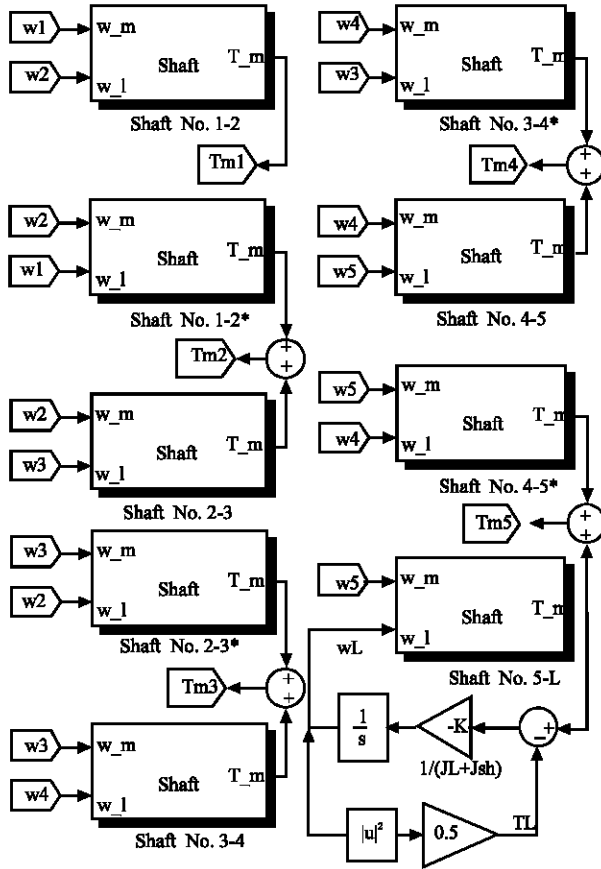 w1
w_m
Shaft
T_m
w2
w_l
Shaft No. 1-2
Tm1
w2
w_m
Shaft
T_m
w1
w_l
Shaft No. 1-2*
+
+
Tm2
w2
w_m
Shaft
T_m
w3
w_l
Shaft No. 2-3
w3
w_m
Shaft
T_m
w2
w_l
Shaft No. 2-3*
+
+
Tm3
w3
w_m
Shaft
T_m
w4
w_l
Shaft No. 3-4
w4
w_m
Shaft
T_m
w3
w_l
Shaft No. 3-4*
+
+
Tm4
w4
w_m
Shaft
T_m
w5
w_l
Shaft No. 4-5
w5
w_m
Shaft
T_m
w4
w_l
Shaft No. 4-5*
+
+
Tm5
w5
w_m
Shaft
T_m
w_l
wL
Shaft No. 5-L
1
s
-K
− +
1/(JL+Jsh)
|u|²
0.5
TL